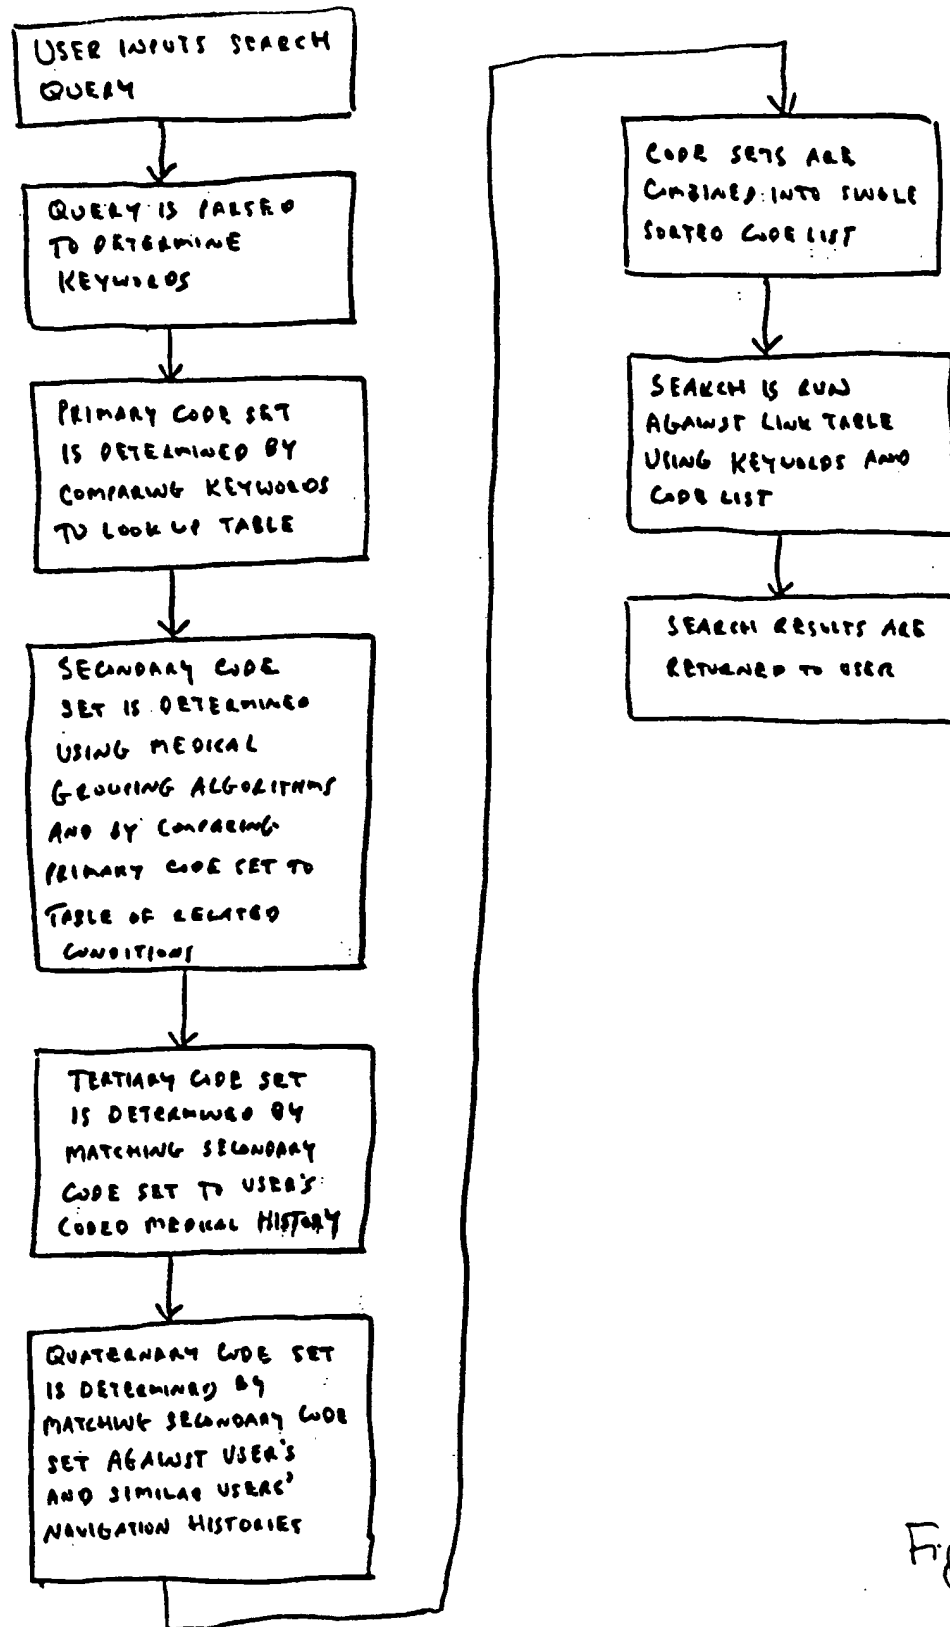 USER INPUTS SEARCH
QUERY
QUERY IS PARSED
TO DETERMINE
KEYWORDS
PRIMARY CODE SET
IS DETERMINED BY
COMPARING KEYWORDS
TO LOOK UP TABLE
SECONDARY CODE
SET IS DETERMINED
USING MEDICAL
GROUPING ALGORITHMS
AND BY COMPARING
PRIMARY CODE SET TO
TABLE OF RELATED
CONDITIONS
TERTIARY CODE SET
IS DETERMINED BY
MATCHING SECONDARY
CODE SET TO USER'S
CODED MEDICAL HISTORY
QUATERNARY CODE SET
IS DETERMINED BY
MATCHING SECONDARY CODE
SET AGAINST USER'S
AND SIMILAR USERS'
NAVIGATION HISTORIES
CODE SETS ARE
COMBINED INTO SINGLE
SORTED CODE LIST
SEARCH IS RUN
AGAINST LINK TABLE
USING KEYWORDS AND
CODE LIST
SEARCH RESULTS ARE
RETURNED TO USER
Fig